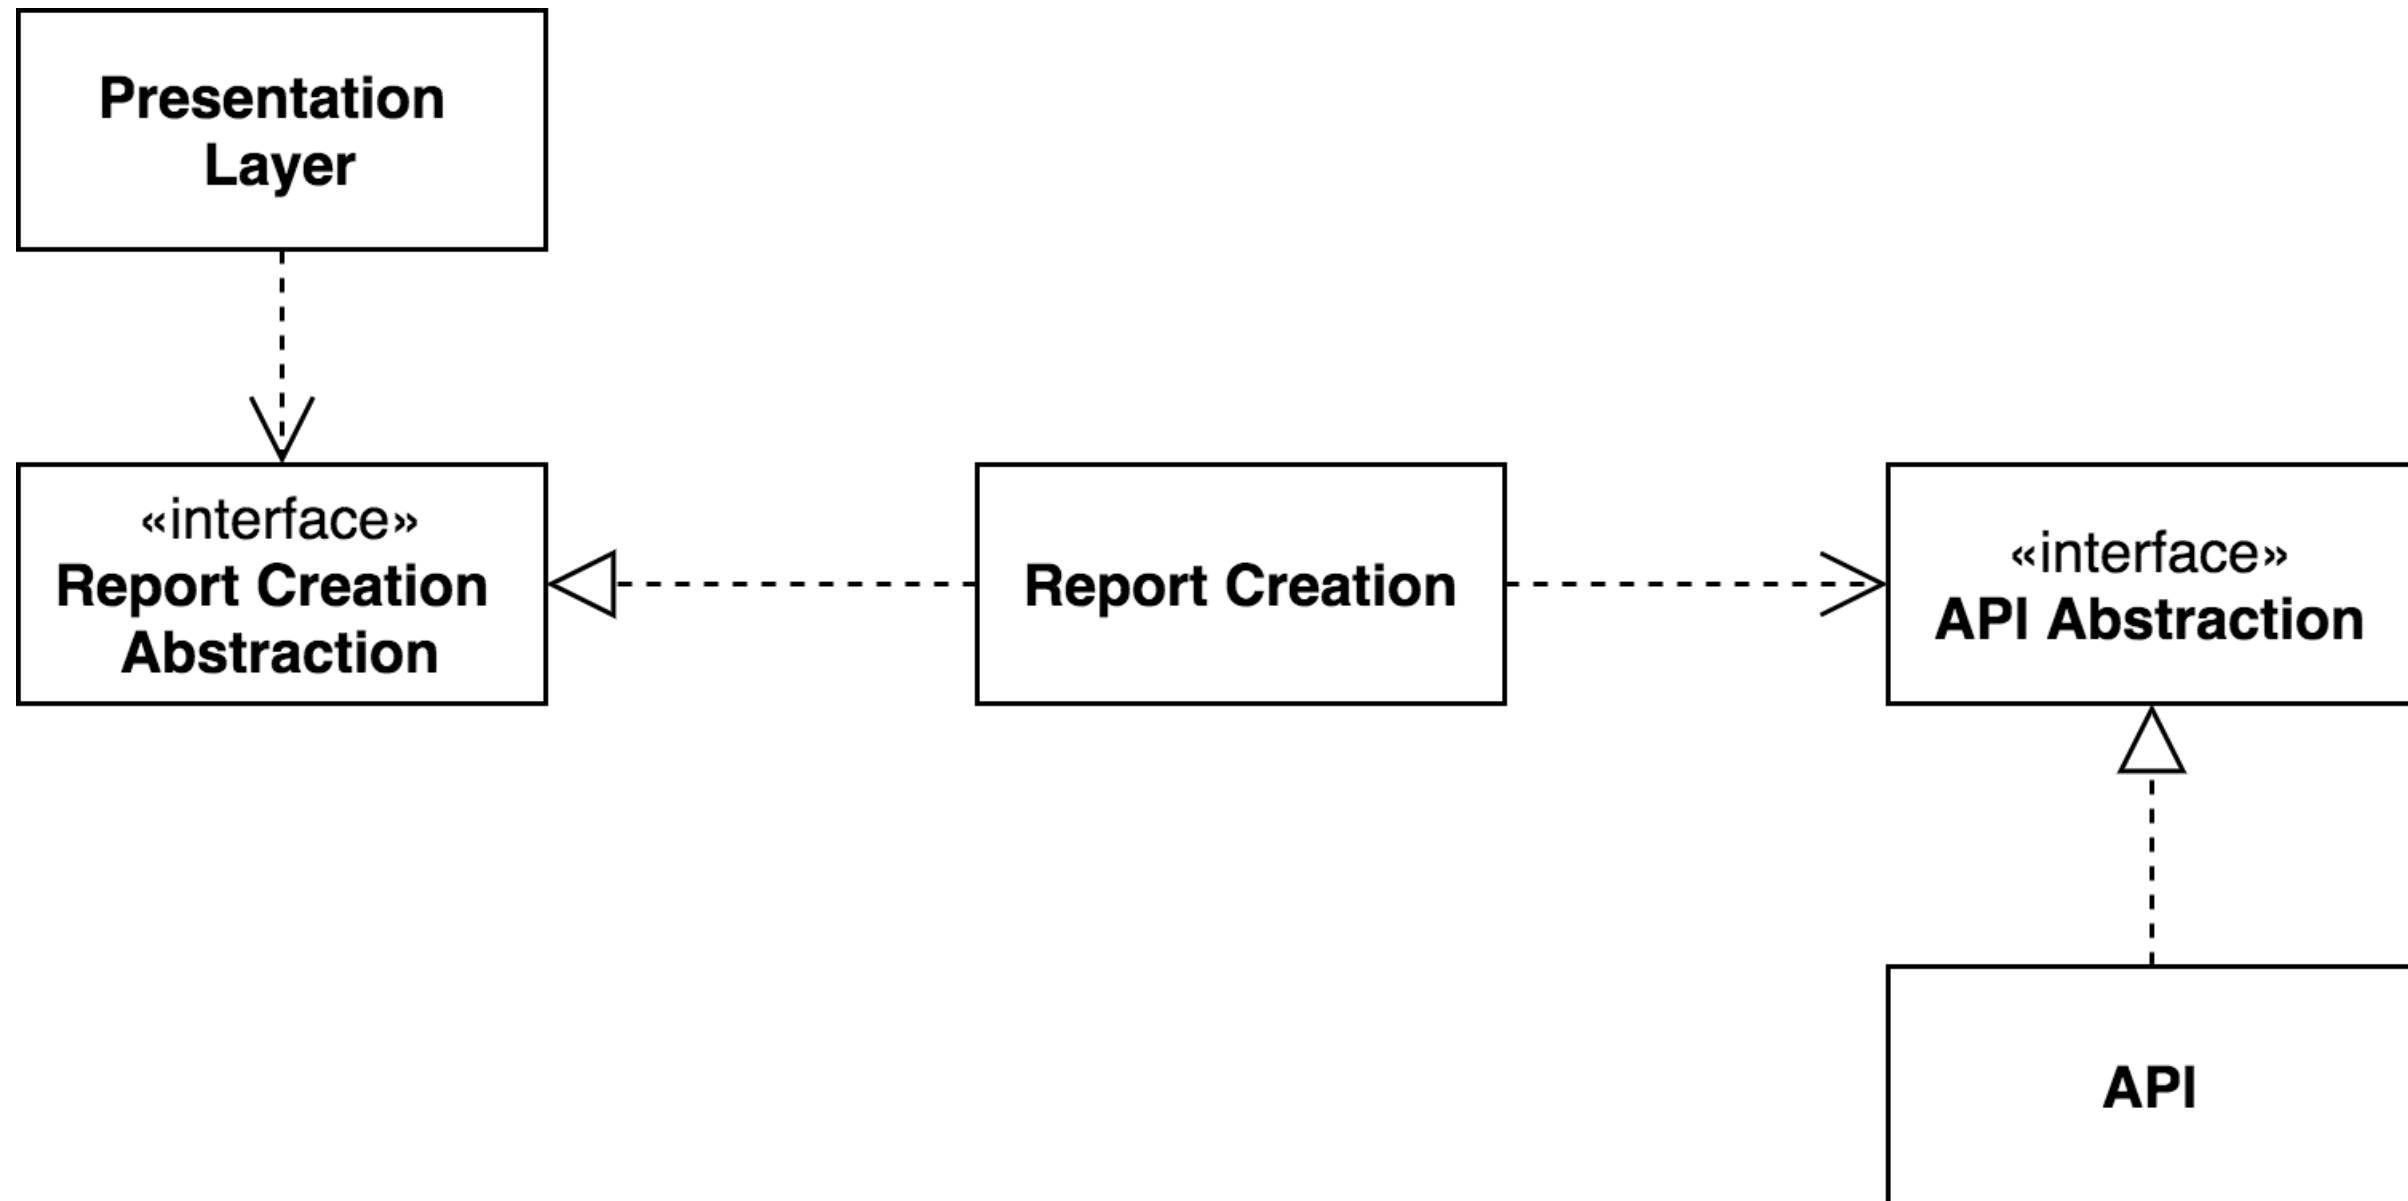 Presentation
Layer
«interface»
Report Creation
Abstraction
Report Creation
«interface»
API Abstraction
API